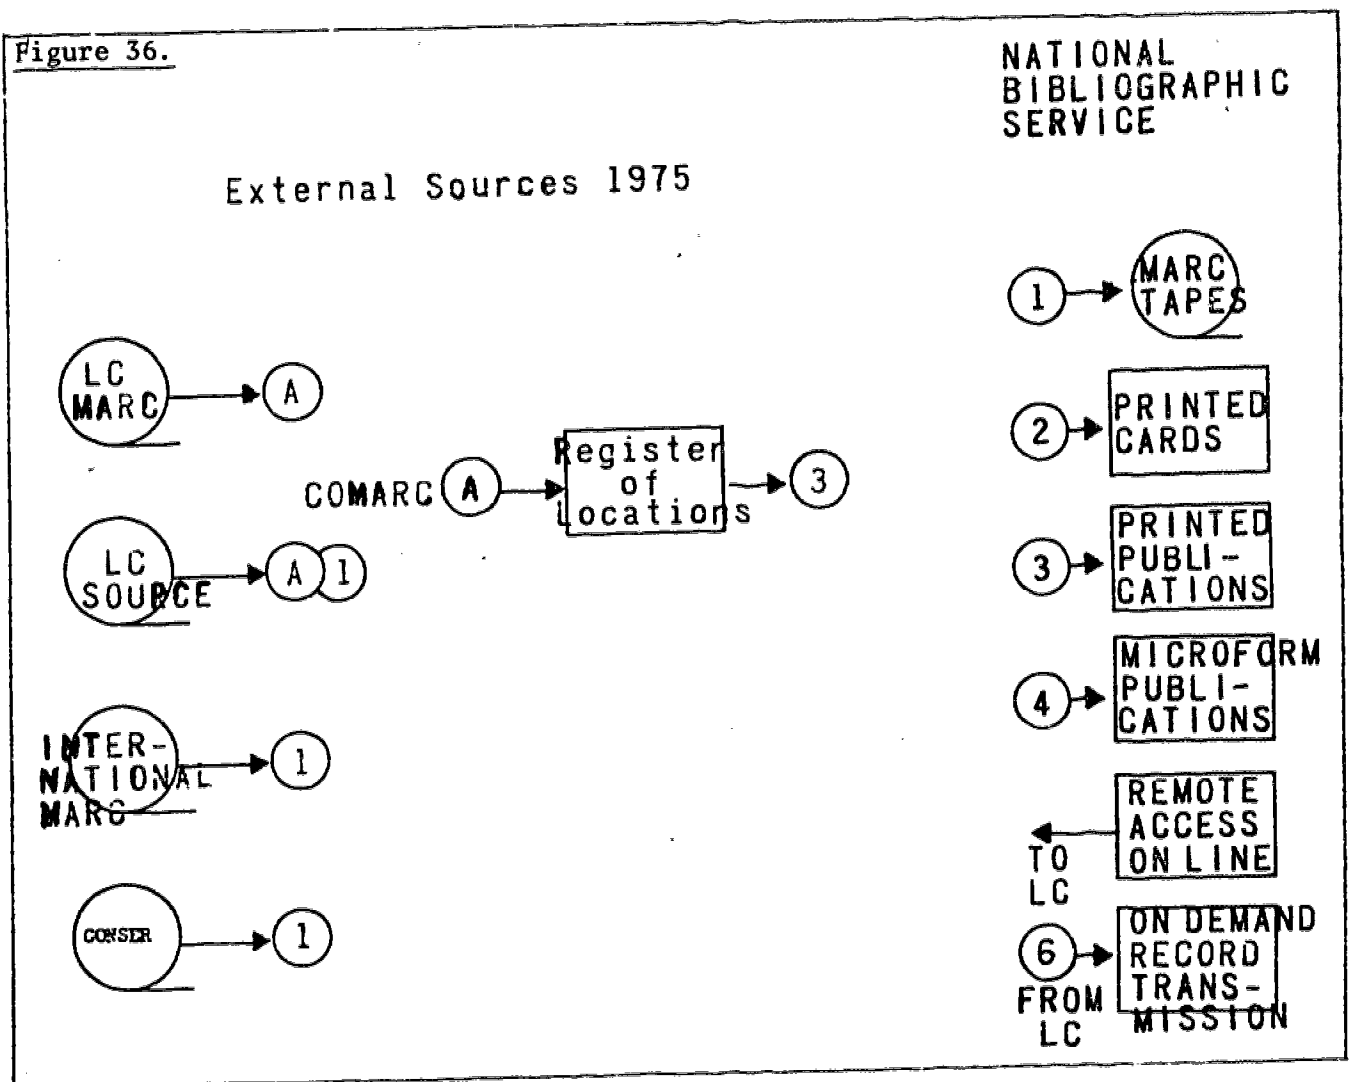 Figure 36.
NATIONAL
BIBLIOGRAPHIC
SERVICE
External Sources 1975
LC
MARC
A
COMARC A
Register
of
Locations
3
LC
SOURCE
A 1
INTER-
NATIONAL
MARC
1
CONSER
1
1
MARC
TAPES
2
PRINTED
CARDS
3
PRINTED
PUBLI-
CATIONS
4
MICROFORM
PUBLI-
CATIONS
REMOTE
ACCESS
ON LINE
TO
LC
6
FROM
LC
ON DEMAND
RECORD
TRANS-
MISSION